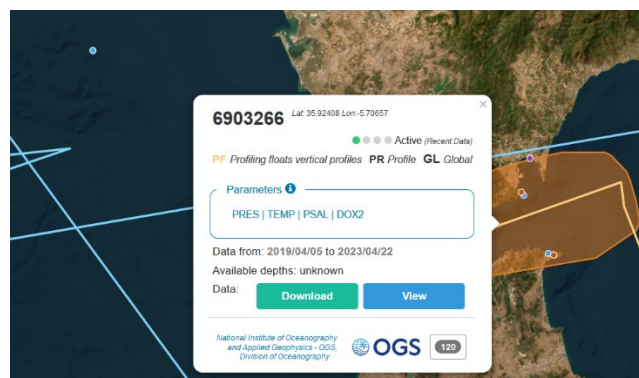 ×
6903266 Lat: 35.92408 Lon:-5.70657
Active (Recent Data)
PF Profiling floats vertical profiles PR Profile GL Global
Parameters
PRES | TEMP | PSAL | DOX2
Data from: 2019/04/05 to 2023/04/22
Available depths: unknown
Data: Download View
National Institute of Oceanography
and Applied Geophysics - OGS,
Division of Oceanography
OGS 120